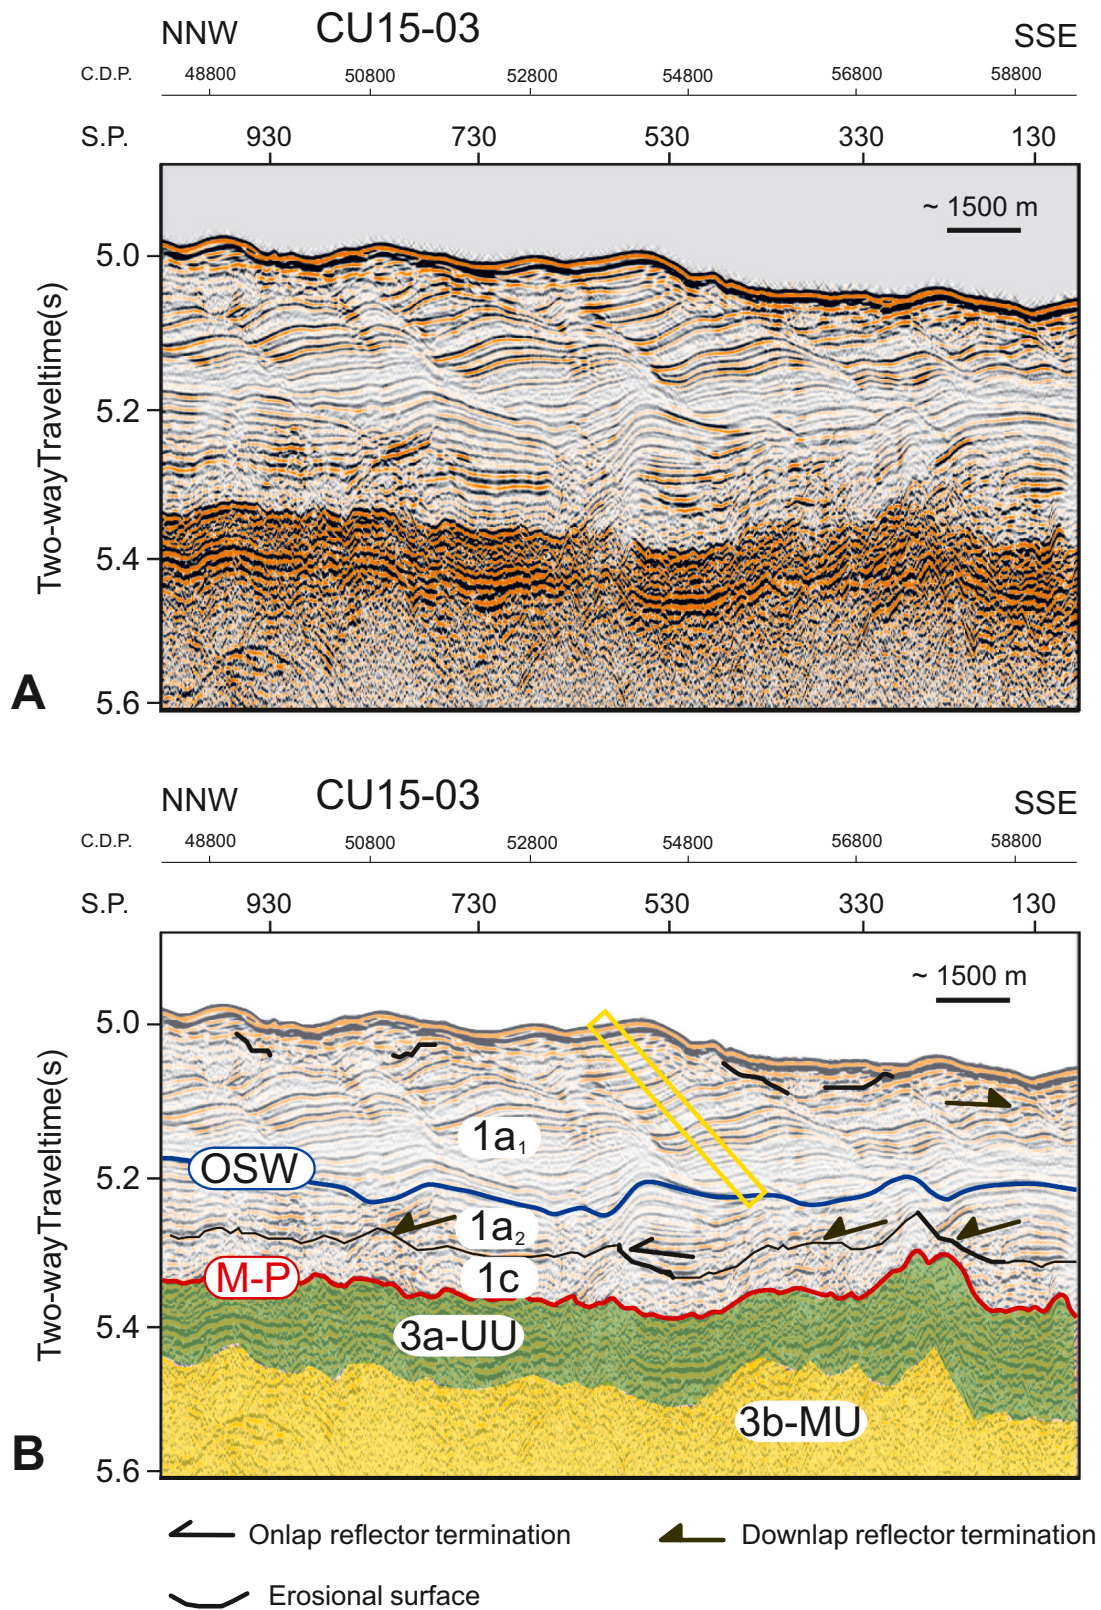 NNW CU15-03 SSE
C.D.P. 48800 50800 52800 54800 56800 58800
S.P. 930 730 530 330 130
~ 1500 m
5.0
5.2
5.4
5.6
Two-wayTraveltime(s)
A
NNW CU15-03 SSE
C.D.P. 48800 50800 52800 54800 56800 58800
S.P. 930 730 530 330 130
~ 1500 m
5.0
5.2
5.4
5.6
Two-wayTraveltime(s)
1a1
OSW
1a2
M-P
1c
3a-UU
3b-MU
B
Onlap reflector termination
Downlap reflector termination
Erosional surface